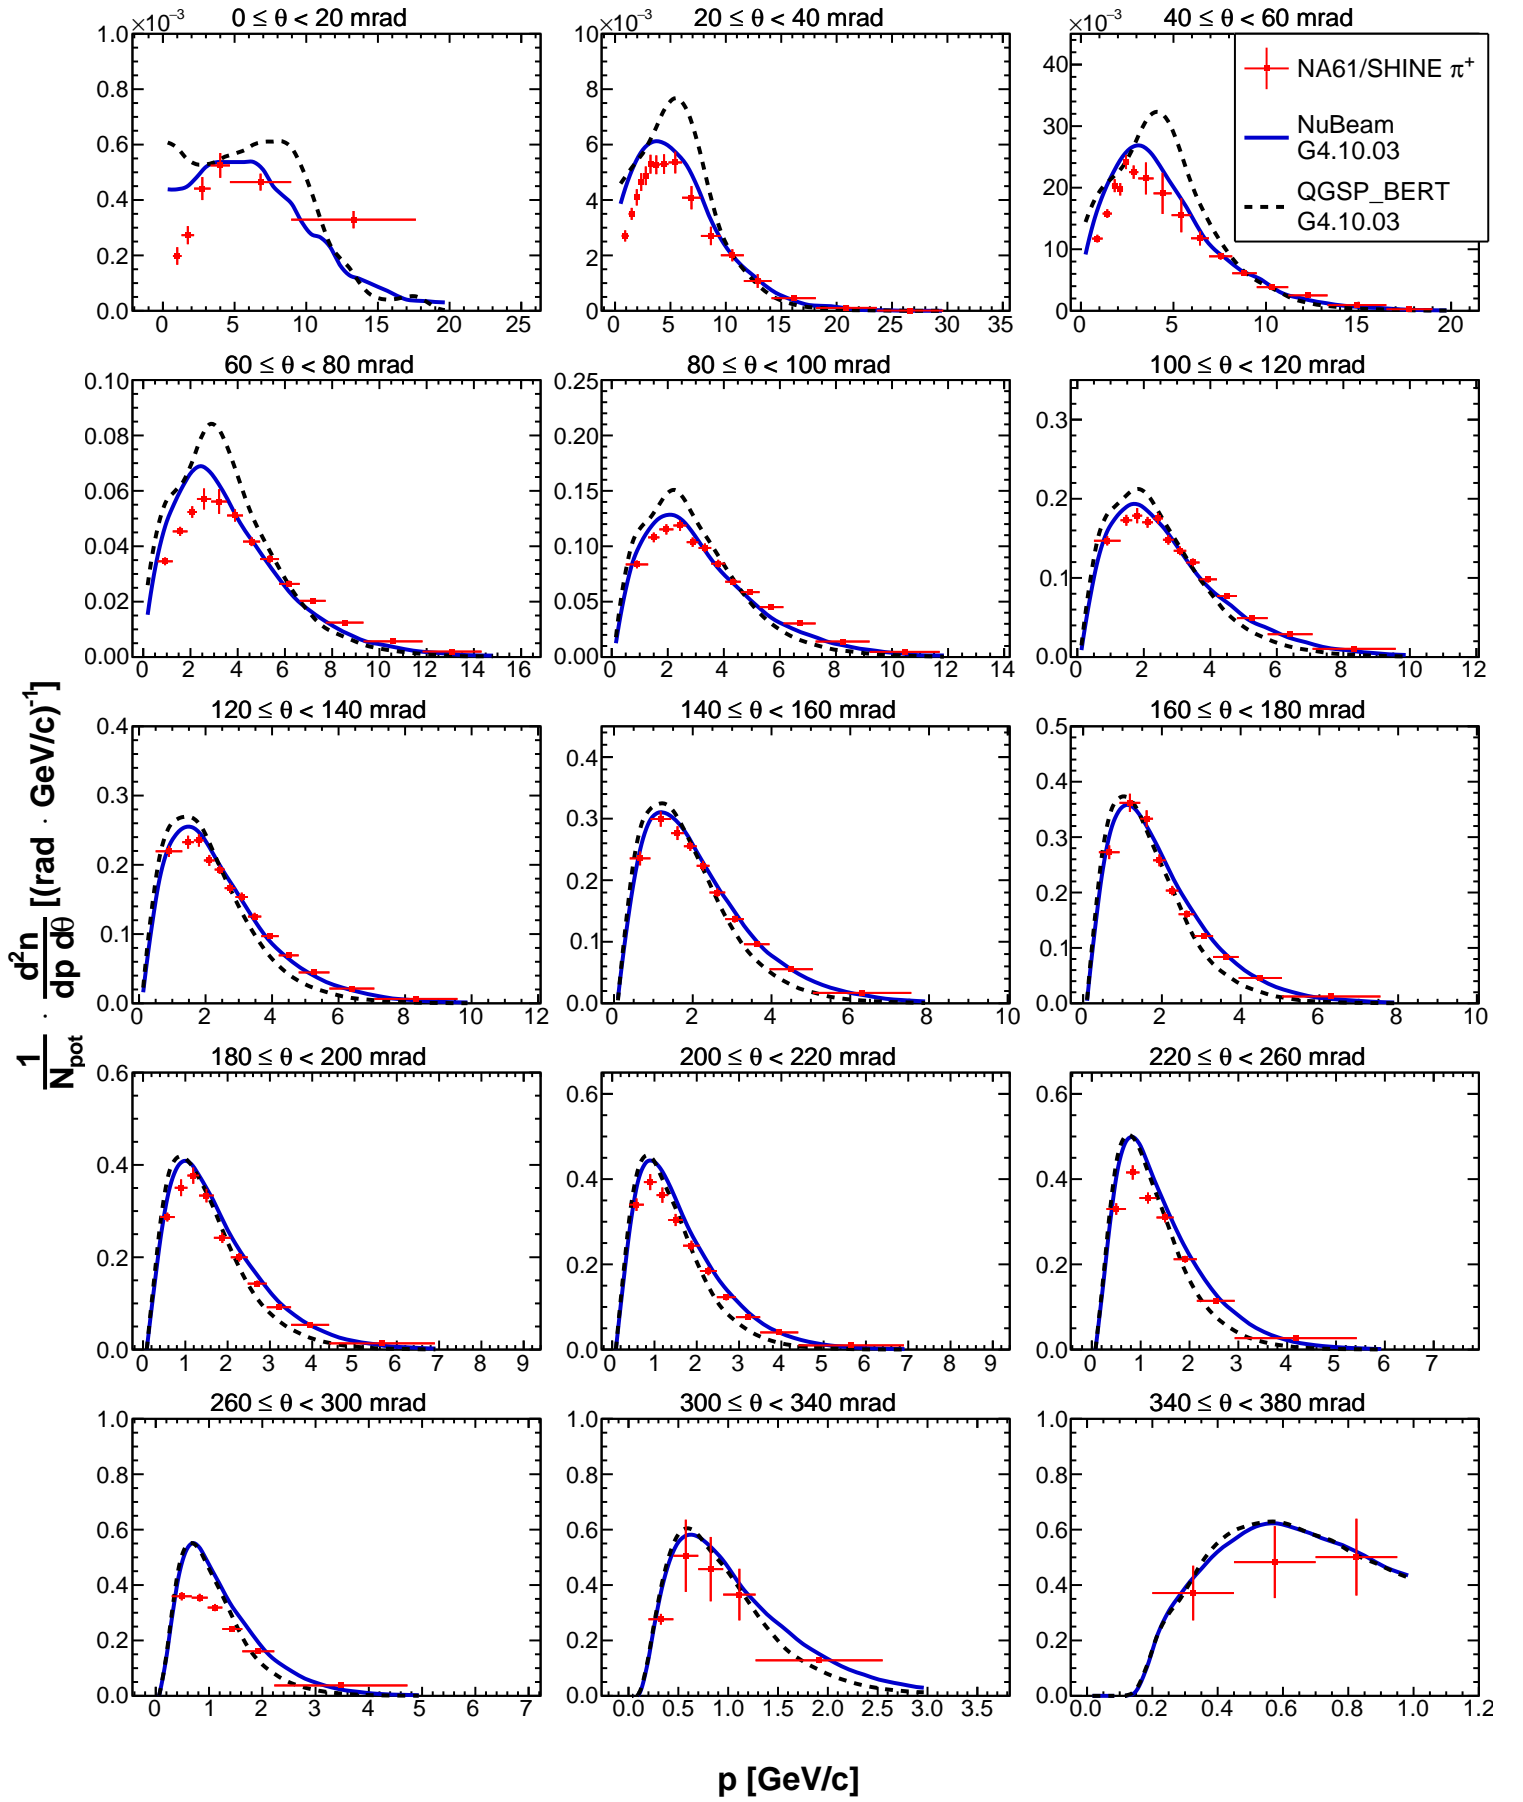 ×10⁻³ 0 ≤ θ < 20 mrad
1.0
0.8
0.6
0.4
0.2
0.0
0 5 10 15 20 25
×10⁻³ 20 ≤ θ < 40 mrad
10
8
6
4
2
0
0 5 10 15 20 25 30 35
×10⁻³ 40 ≤ θ < 60 mrad
40
30
20
10
0
0 5 10 15 20
NA61/SHINE π⁺
NuBeam
G4.10.03
QGSP_BERT
G4.10.03
60 ≤ θ < 80 mrad
0.10
0.08
0.06
0.04
0.02
0.00
0 2 4 6 8 10 12 14 16
80 ≤ θ < 100 mrad
0.25
0.20
0.15
0.10
0.05
0.00
0 2 4 6 8 10 12 14
100 ≤ θ < 120 mrad
0.3
0.2
0.1
0.0
0 2 4 6 8 10 12
120 ≤ θ < 140 mrad
0.4
0.3
0.2
0.1
0.0
0 2 4 6 8 10 12
140 ≤ θ < 160 mrad
0.4
0.3
0.2
0.1
0.0
0 2 4 6 8 10
160 ≤ θ < 180 mrad
0.5
0.4
0.3
0.2
0.1
0.0
0 2 4 6 8 10
180 ≤ θ < 200 mrad
0.6
0.4
0.2
0.0
0 1 2 3 4 5 6 7 8 9
200 ≤ θ < 220 mrad
0.6
0.4
0.2
0.0
0 1 2 3 4 5 6 7 8 9
220 ≤ θ < 260 mrad
0.6
0.4
0.2
0.0
0 1 2 3 4 5 6 7
260 ≤ θ < 300 mrad
1.0
0.8
0.6
0.4
0.2
0.0
0 1 2 3 4 5 6 7
300 ≤ θ < 340 mrad
1.0
0.8
0.6
0.4
0.2
0.0
0.0 0.5 1.0 1.5 2.0 2.5 3.0 3.5
340 ≤ θ < 380 mrad
1.0
0.8
0.6
0.4
0.2
0.0
0.0 0.2 0.4 0.6 0.8 1.0 1.2
1/N_pot · d²n/dp dθ [(rad · GeV/c)⁻¹]
p [GeV/c]